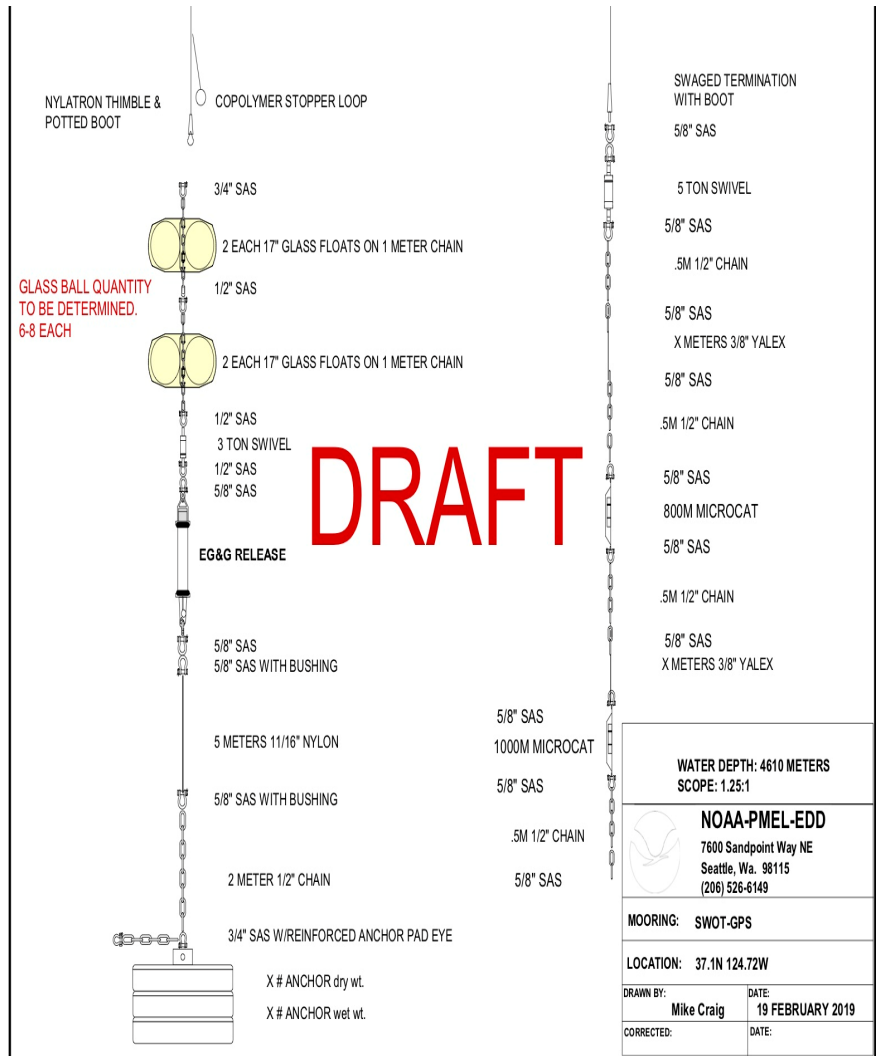 NYLATRON THIMBLE &
POTTED BOOT
COPOLYMER STOPPER LOOP
3/4" SAS
2 EACH 17" GLASS FLOATS ON 1 METER CHAIN
GLASS BALL QUANTITY
TO BE DETERMINED.
6-8 EACH
1/2" SAS
2 EACH 17" GLASS FLOATS ON 1 METER CHAIN
1/2" SAS
3 TON SWIVEL
1/2" SAS
5/8" SAS
EG&G RELEASE
5/8" SAS
5/8" SAS WITH BUSHING
5 METERS 11/16" NYLON
5/8" SAS WITH BUSHING
2 METER 1/2" CHAIN
3/4" SAS W/REINFORCED ANCHOR PAD EYE
X # ANCHOR dry wt.
X # ANCHOR wet wt.
DRAFT
SWAGED TERMINATION
WITH BOOT
5/8" SAS
5 TON SWIVEL
5/8" SAS
.5M 1/2" CHAIN
5/8" SAS
X METERS 3/8" YALEX
5/8" SAS
.5M 1/2" CHAIN
5/8" SAS
800M MICROCAT
5/8" SAS
.5M 1/2" CHAIN
5/8" SAS
X METERS 3/8" YALEX
5/8" SAS
1000M MICROCAT
5/8" SAS
.5M 1/2" CHAIN
5/8" SAS
WATER DEPTH: 4610 METERS
SCOPE: 1.25:1
NOAA-PMEL-EDD
7600 Sandpoint Way NE
Seattle, Wa. 98115
(206) 526-6149
MOORING: SWOT-GPS
LOCATION: 37.1N 124.72W
DRAWN BY: Mike Craig
DATE: 19 FEBRUARY 2019
CORRECTED:
DATE: